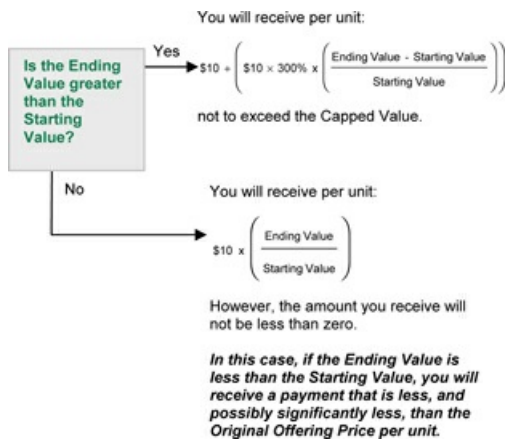 You will receive per unit:
Is the Ending
Value greater
than the
Starting
Value?
Yes
$10 + ( $10 × 300% x ( Ending Value - Starting Value
Starting Value ) )
not to exceed the Capped Value.
No
You will receive per unit:
$10 x ( Ending Value
Starting Value )
However, the amount you receive will
not be less than zero.
In this case, if the Ending Value is
less than the Starting Value, you will
receive a payment that is less, and
possibly significantly less, than the
Original Offering Price per unit.